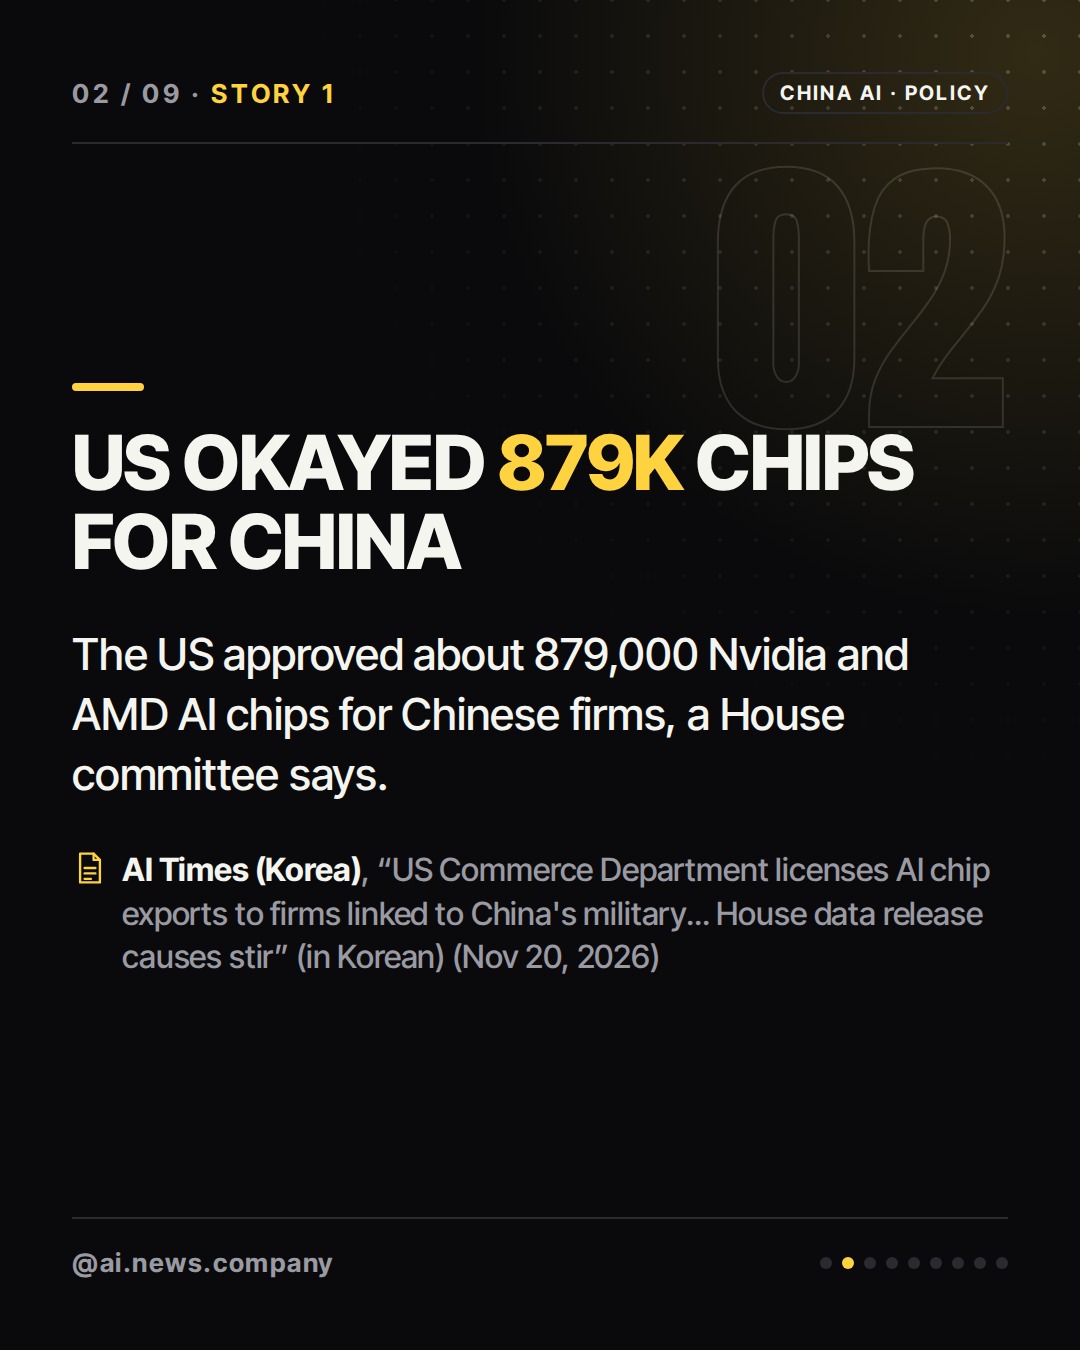 02 / 09 · STORY 1
CHINA AI · POLICY
02
US OKAYED 879K CHIPS
FOR CHINA
The US approved about 879,000 Nvidia and
AMD AI chips for Chinese firms, a House
committee says.
AI Times (Korea), “US Commerce Department licenses AI chip
exports to firms linked to China's military... House data release
causes stir” (in Korean) (Nov 20, 2026)
@ai.news.company